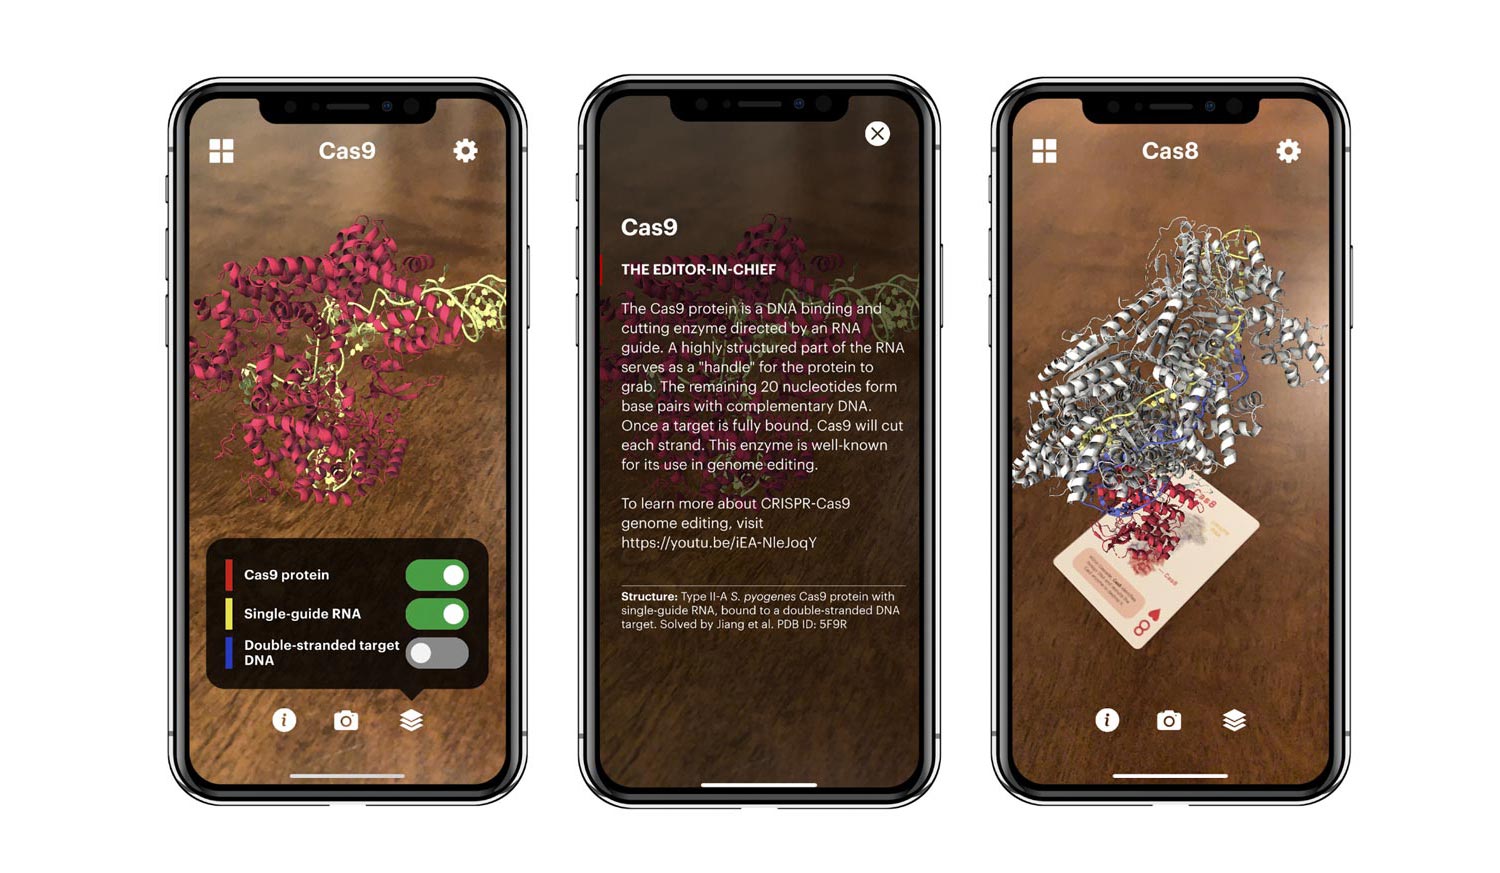 Cas9
Cas9 protein
Single-guide RNA
Double-stranded target
DNA
Cas9
THE EDITOR-IN-CHIEF
The Cas9 protein is a DNA binding and
cutting enzyme directed by an RNA
guide. A highly structured part of the RNA
serves as a "handle" for the protein to
grab. The remaining 20 nucleotides form
base pairs with complementary DNA.
Once a target is fully bound, Cas9 will cut
each strand. This enzyme is well-known
for its use in genome editing.
To learn more about CRISPR-Cas9
genome editing, visit
https://youtu.be/iEA-NleJoqY
Structure: Type II-A S. pyogenes Cas9 protein with
single-guide RNA, bound to a double-stranded DNA
target. Solved by Jiang et al. PDB ID: 5F9R
Cas8
Cas8
Cas8
8